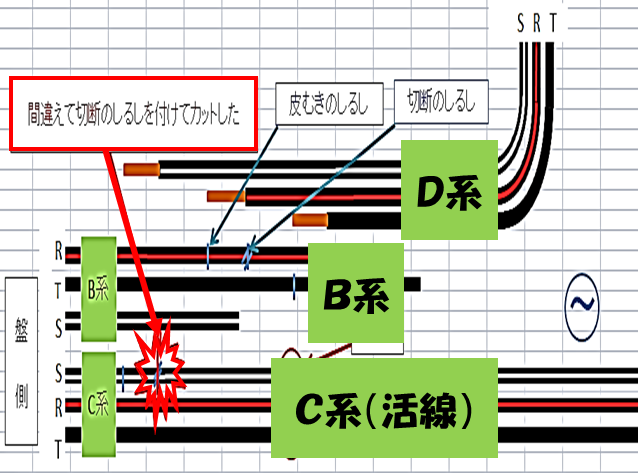 S R T
間違えて切断のしるしを付けてカットした
皮むきのしるし
切断のしるし
D系
R
T
S
B系
B系
盤側
S
R
T
C系
C系(活線)
~